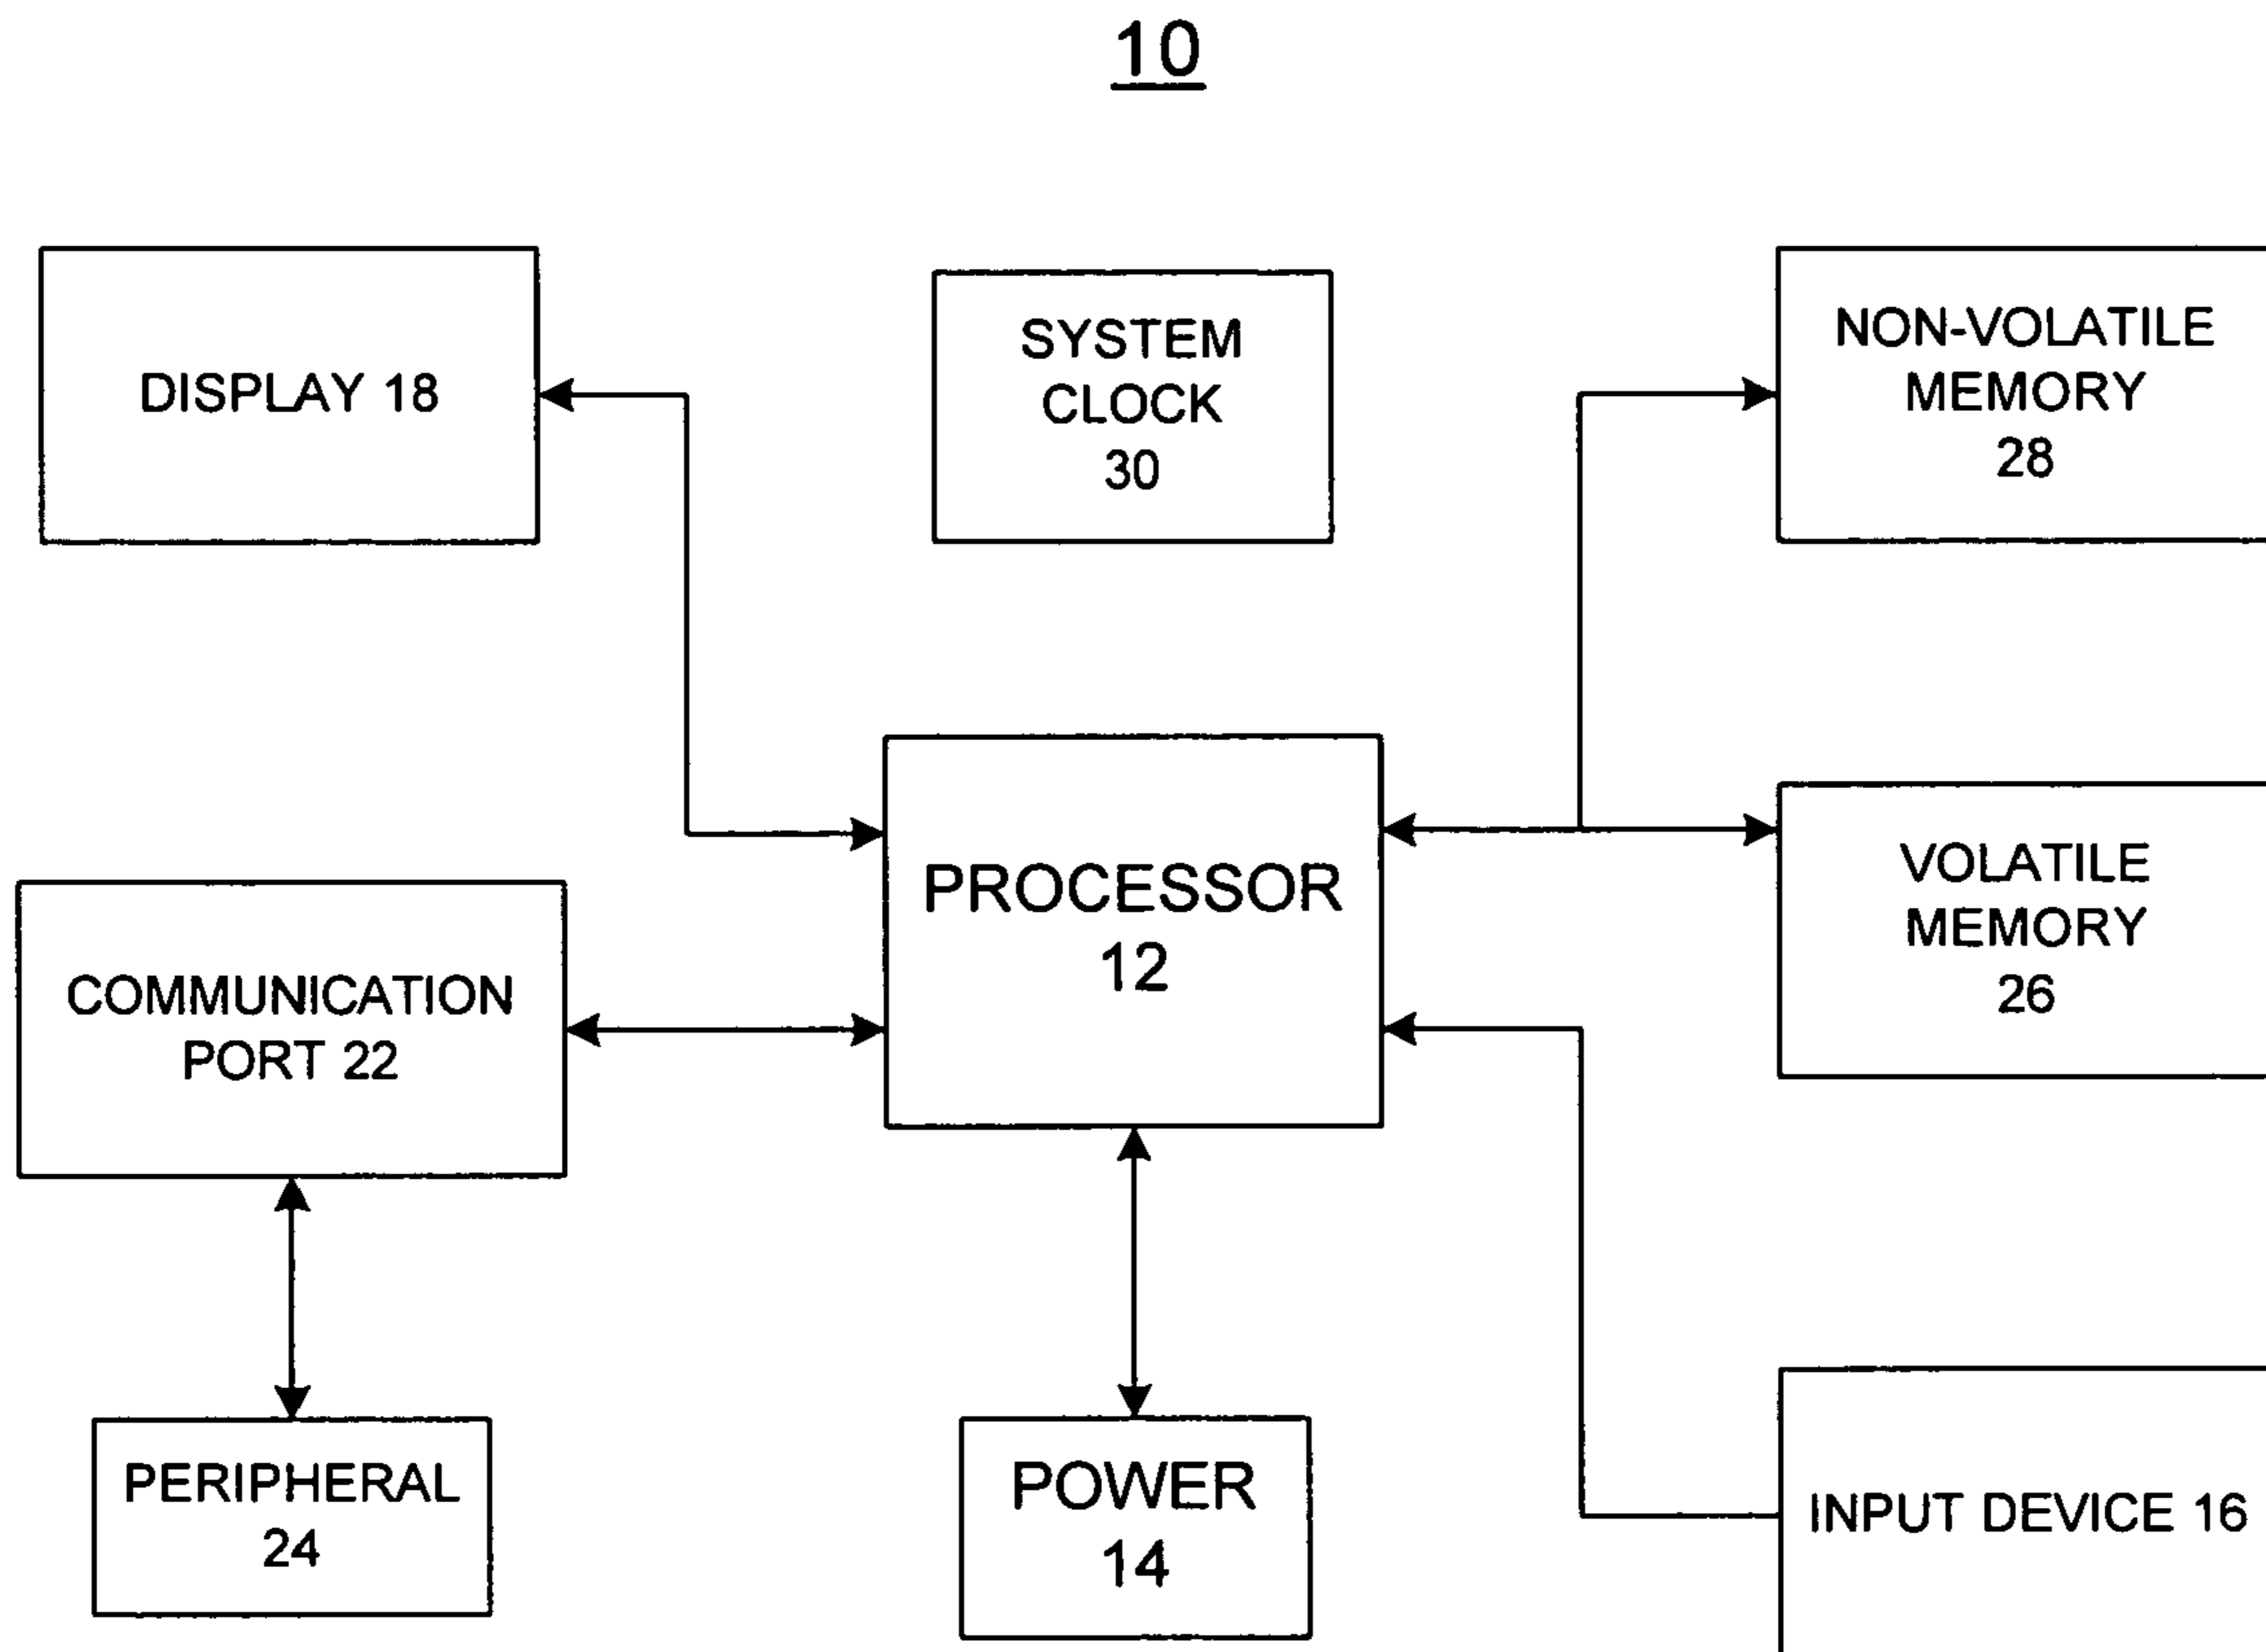 10
DISPLAY 18
SYSTEM
CLOCK
30
NON-VOLATILE
MEMORY
28
PROCESSOR
12
VOLATILE
MEMORY
26
COMMUNICATION
PORT 22
PERIPHERAL
24
POWER
14
INPUT DEVICE 16